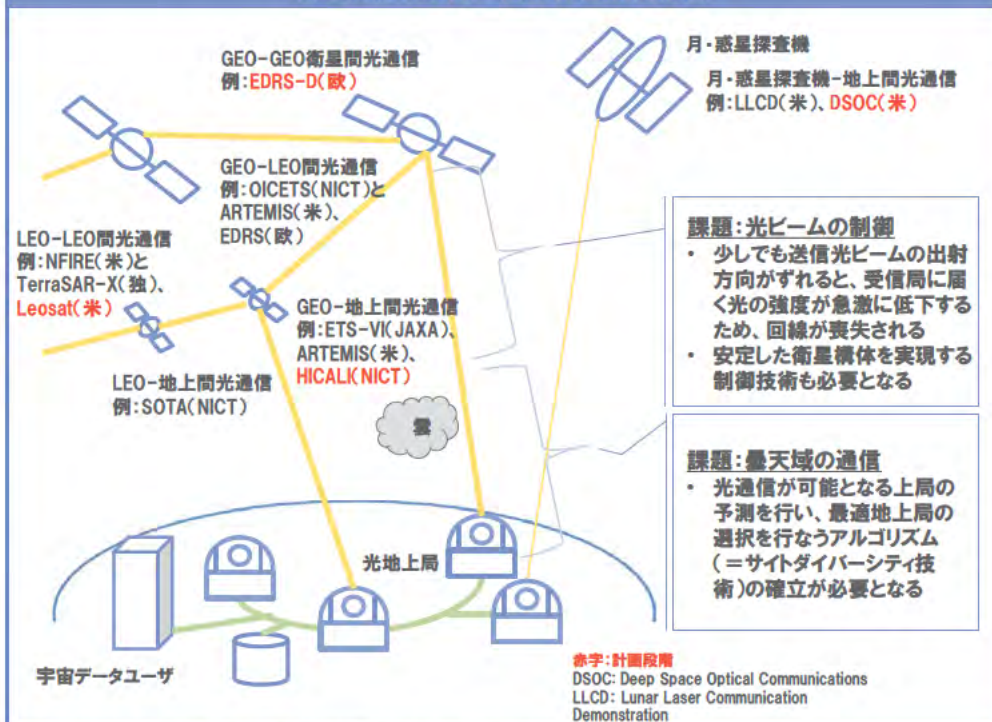 GEO-GEO衛星間光通信
例：EDRS-D(欧)
月・惑星探査機
月・惑星探査機-地上間光通信
例：LLCD(米)、DSOC(米)
GEO-LEO間光通信
例：OICETS(NICT)と
ARTEMIS(米)、
EDRS(欧)
LEO-LEO間光通信
例：NFIRE(米)と
TerraSAR-X(独)、
Leosat(米)
GEO-地上間光通信
例：ETS-VI(JAXA)、
ARTEMIS(米)、
HICALI(NICT)
LEO-地上間光通信
例：SOTA(NICT)
雲
課題：光ビームの制御
• 少しでも送信光ビームの出射
方向がずれると、受信局に届
く光の強度が急激に低下する
ため、回線が喪失される
• 安定した衛星構体を実現する
制御技術も必要となる
課題：曇天域の通信
• 光通信が可能となる上局の
予測を行い、最適地上局の
選択を行なうアルゴリズム
（＝サイトダイバーシティ技
術）の確立が必要となる
光地上局
宇宙データユーザ
赤字：計画段階
DSOC: Deep Space Optical Communications
LLCD: Lunar Laser Communication
Demonstration